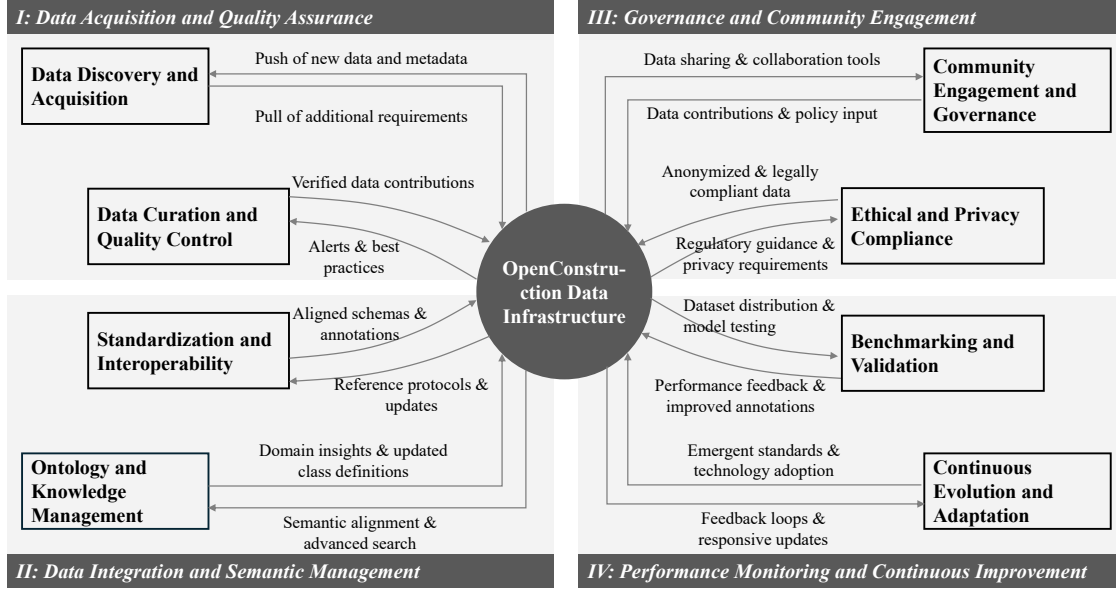 I: Data Acquisition and Quality Assurance
Data Discovery and
Acquisition
Push of new data and metadata
Pull of additional requirements
Data Curation and
Quality Control
Verified data contributions
Alerts & best
practices
Standardization and
Interoperability
Aligned schemas &
annotations
Reference protocols &
updates
Ontology and
Knowledge
Management
Domain insights & updated
class definitions
Semantic alignment &
advanced search
II: Data Integration and Semantic Management
OpenConstru-
ction Data
Infrastructure
III: Governance and Community Engagement
Data sharing & collaboration tools
Data contributions & policy input
Community
Engagement and
Governance
Anonymized & legally
compliant data
Regulatory guidance &
privacy requirements
Ethical and Privacy
Compliance
Dataset distribution &
model testing
Performance feedback &
improved annotations
Benchmarking and
Validation
Emergent standards &
technology adoption
Feedback loops &
responsive updates
Continuous
Evolution and
Adaptation
IV: Performance Monitoring and Continuous Improvement